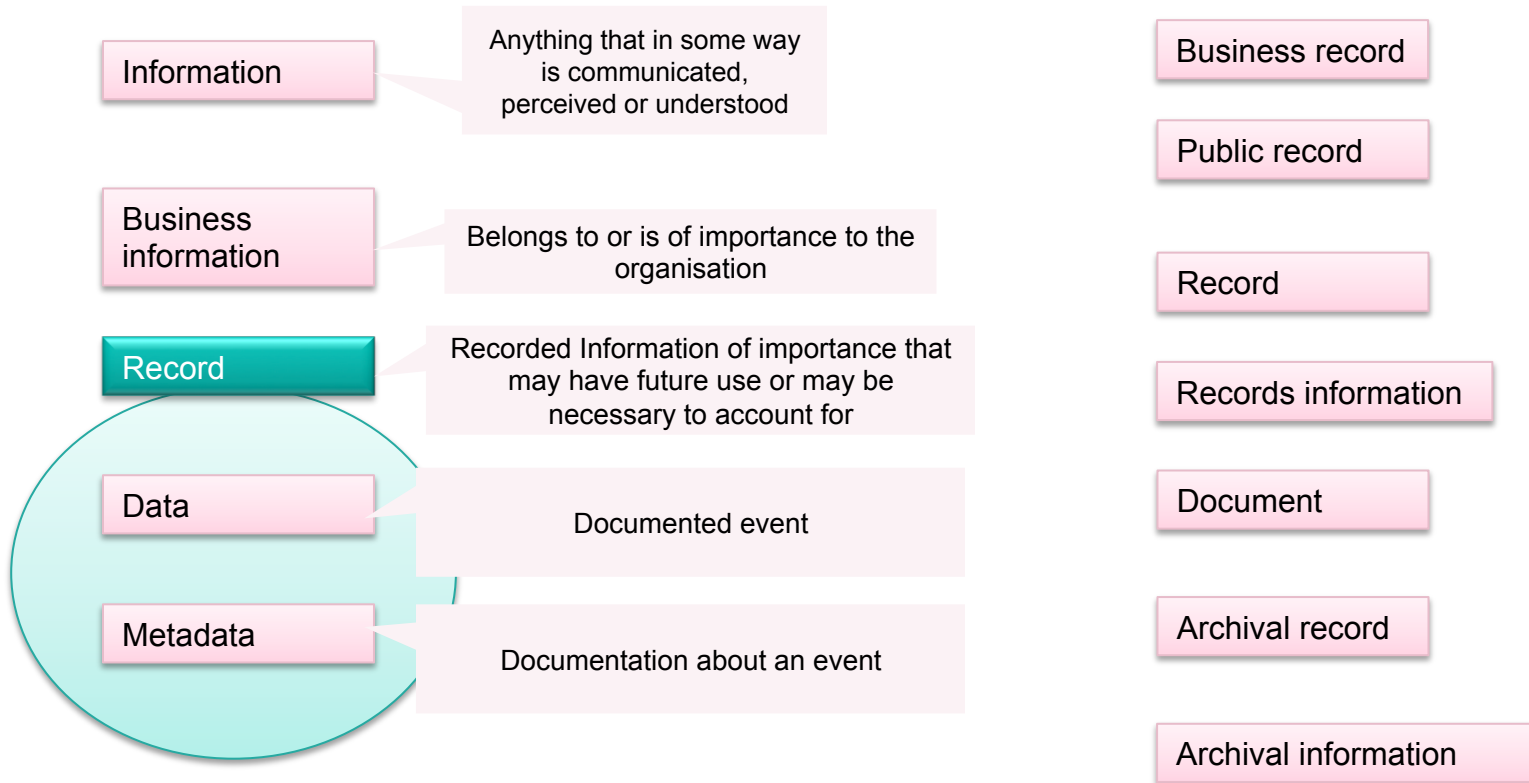 Information
Anything that in some way
is communicated,
perceived or understood
Business
information
Belongs to or is of importance to the
organisation
Record
Recorded Information of importance that
may have future use or may be
necessary to account for
Data
Documented event
Metadata
Documentation about an event
Business record
Public record
Record
Records information
Document
Archival record
Archival information